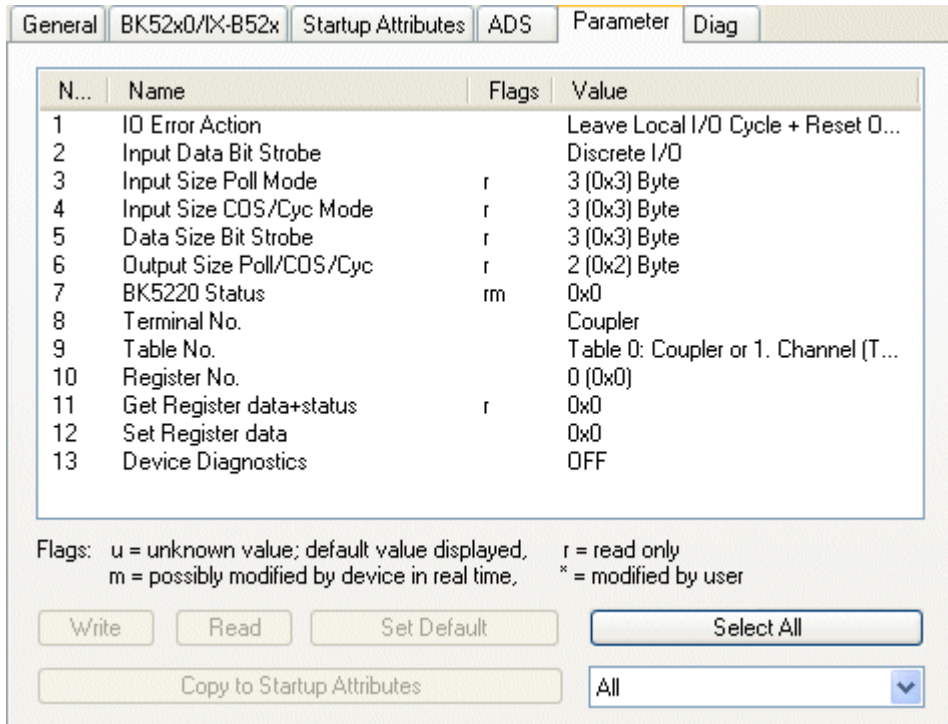 General BK52x0/IX-B52x Startup Attributes ADS Parameter Diag
N... Name Flags Value
1 IO Error Action Leave Local I/O Cycle + Reset O...
2 Input Data Bit Strobe Discrete I/O
3 Input Size Poll Mode r 3 (0x3) Byte
4 Input Size COS/Cyc Mode r 3 (0x3) Byte
5 Data Size Bit Strobe r 3 (0x3) Byte
6 Output Size Poll/COS/Cyc r 2 (0x2) Byte
7 BK5220 Status rm 0x0
8 Terminal No. Coupler
9 Table No. Table 0: Coupler or 1. Channel (T...
10 Register No. 0 (0x0)
11 Get Register data+status r 0x0
12 Set Register data 0x0
13 Device Diagnostics OFF
Flags: u = unknown value; default value displayed, r = read only
m = possibly modified by device in real time, * = modified by user
Write Read Set Default Select All
Copy to Startup Attributes All